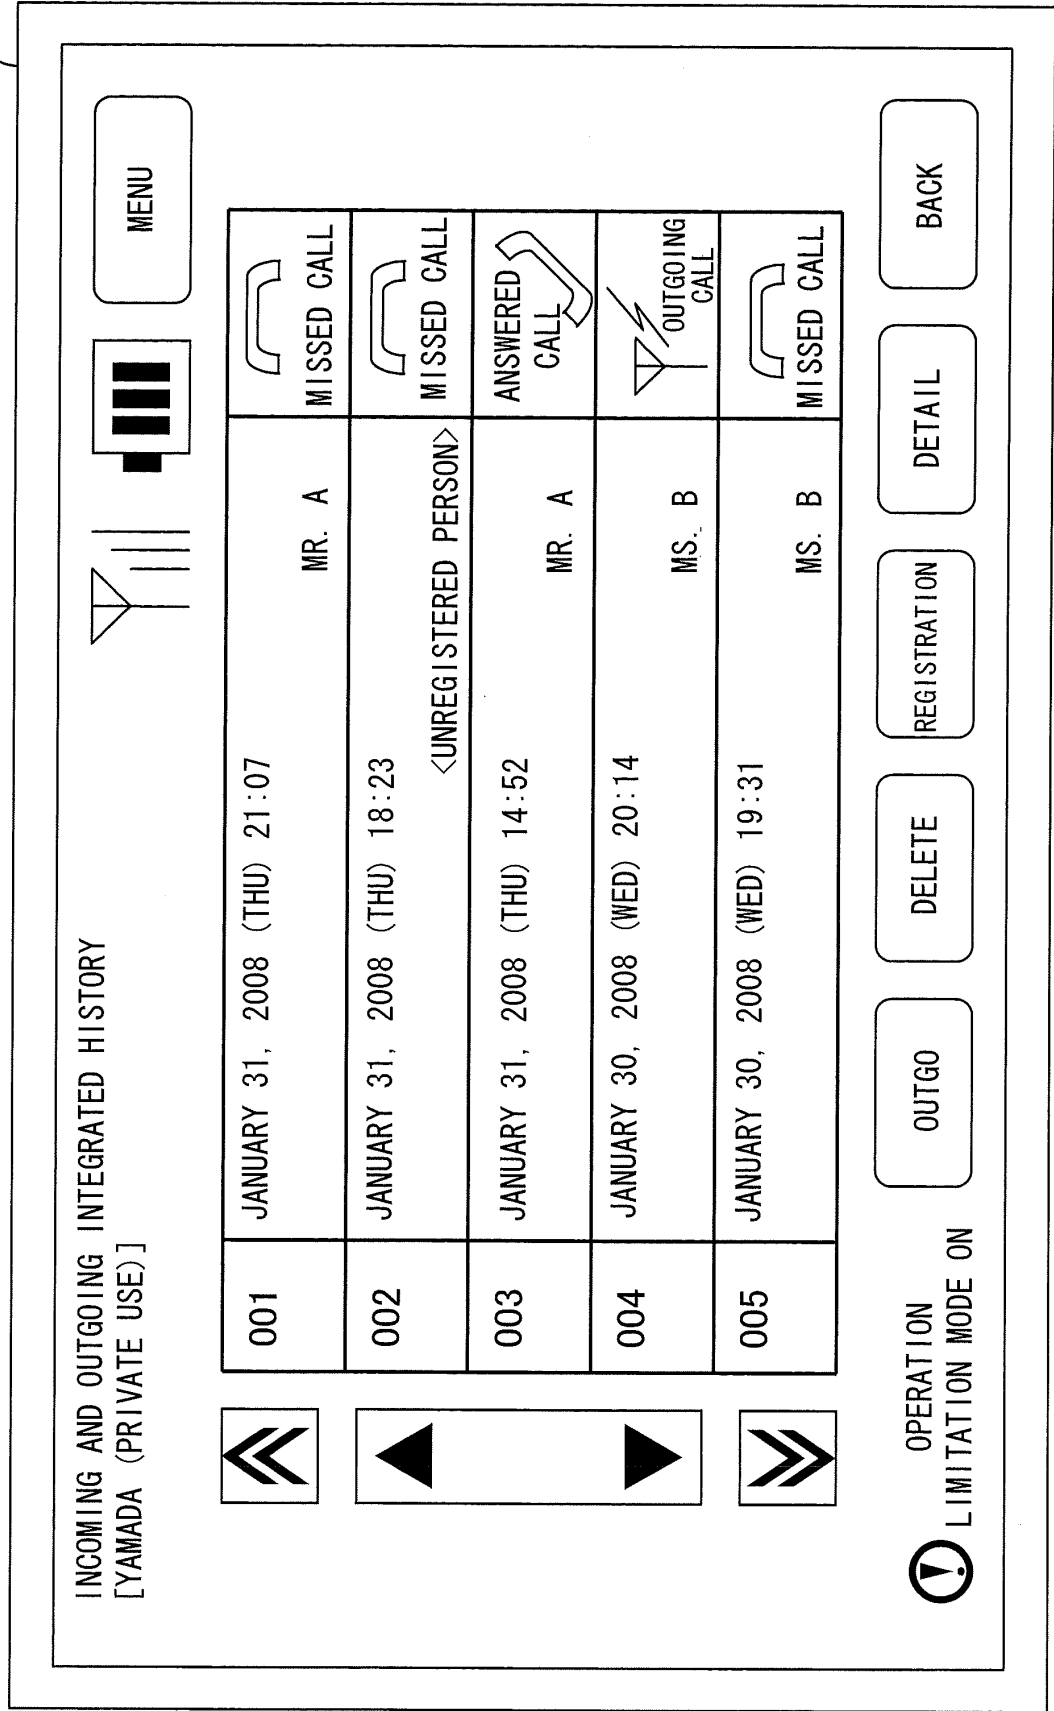 INCOMING AND OUTGOING INTEGRATED HISTORY
[YAMADA (PRIVATE USE)]
MENU
001
JANUARY 31, 2008 (THU) 21:07
MR. A
MISSED CALL
002
JANUARY 31, 2008 (THU) 18:23
<UNREGISTERED PERSON>
MISSED CALL
003
JANUARY 31, 2008 (THU) 14:52
MR. A
ANSWERED
CALL
004
JANUARY 30, 2008 (WED) 20:14
MS. B
OUTGOING
CALL
005
JANUARY 30, 2008 (WED) 19:31
MS. B
MISSED CALL
OPERATION
LIMITATION MODE ON
OUTGO
DELETE
REGISTRATION
DETAIL
BACK